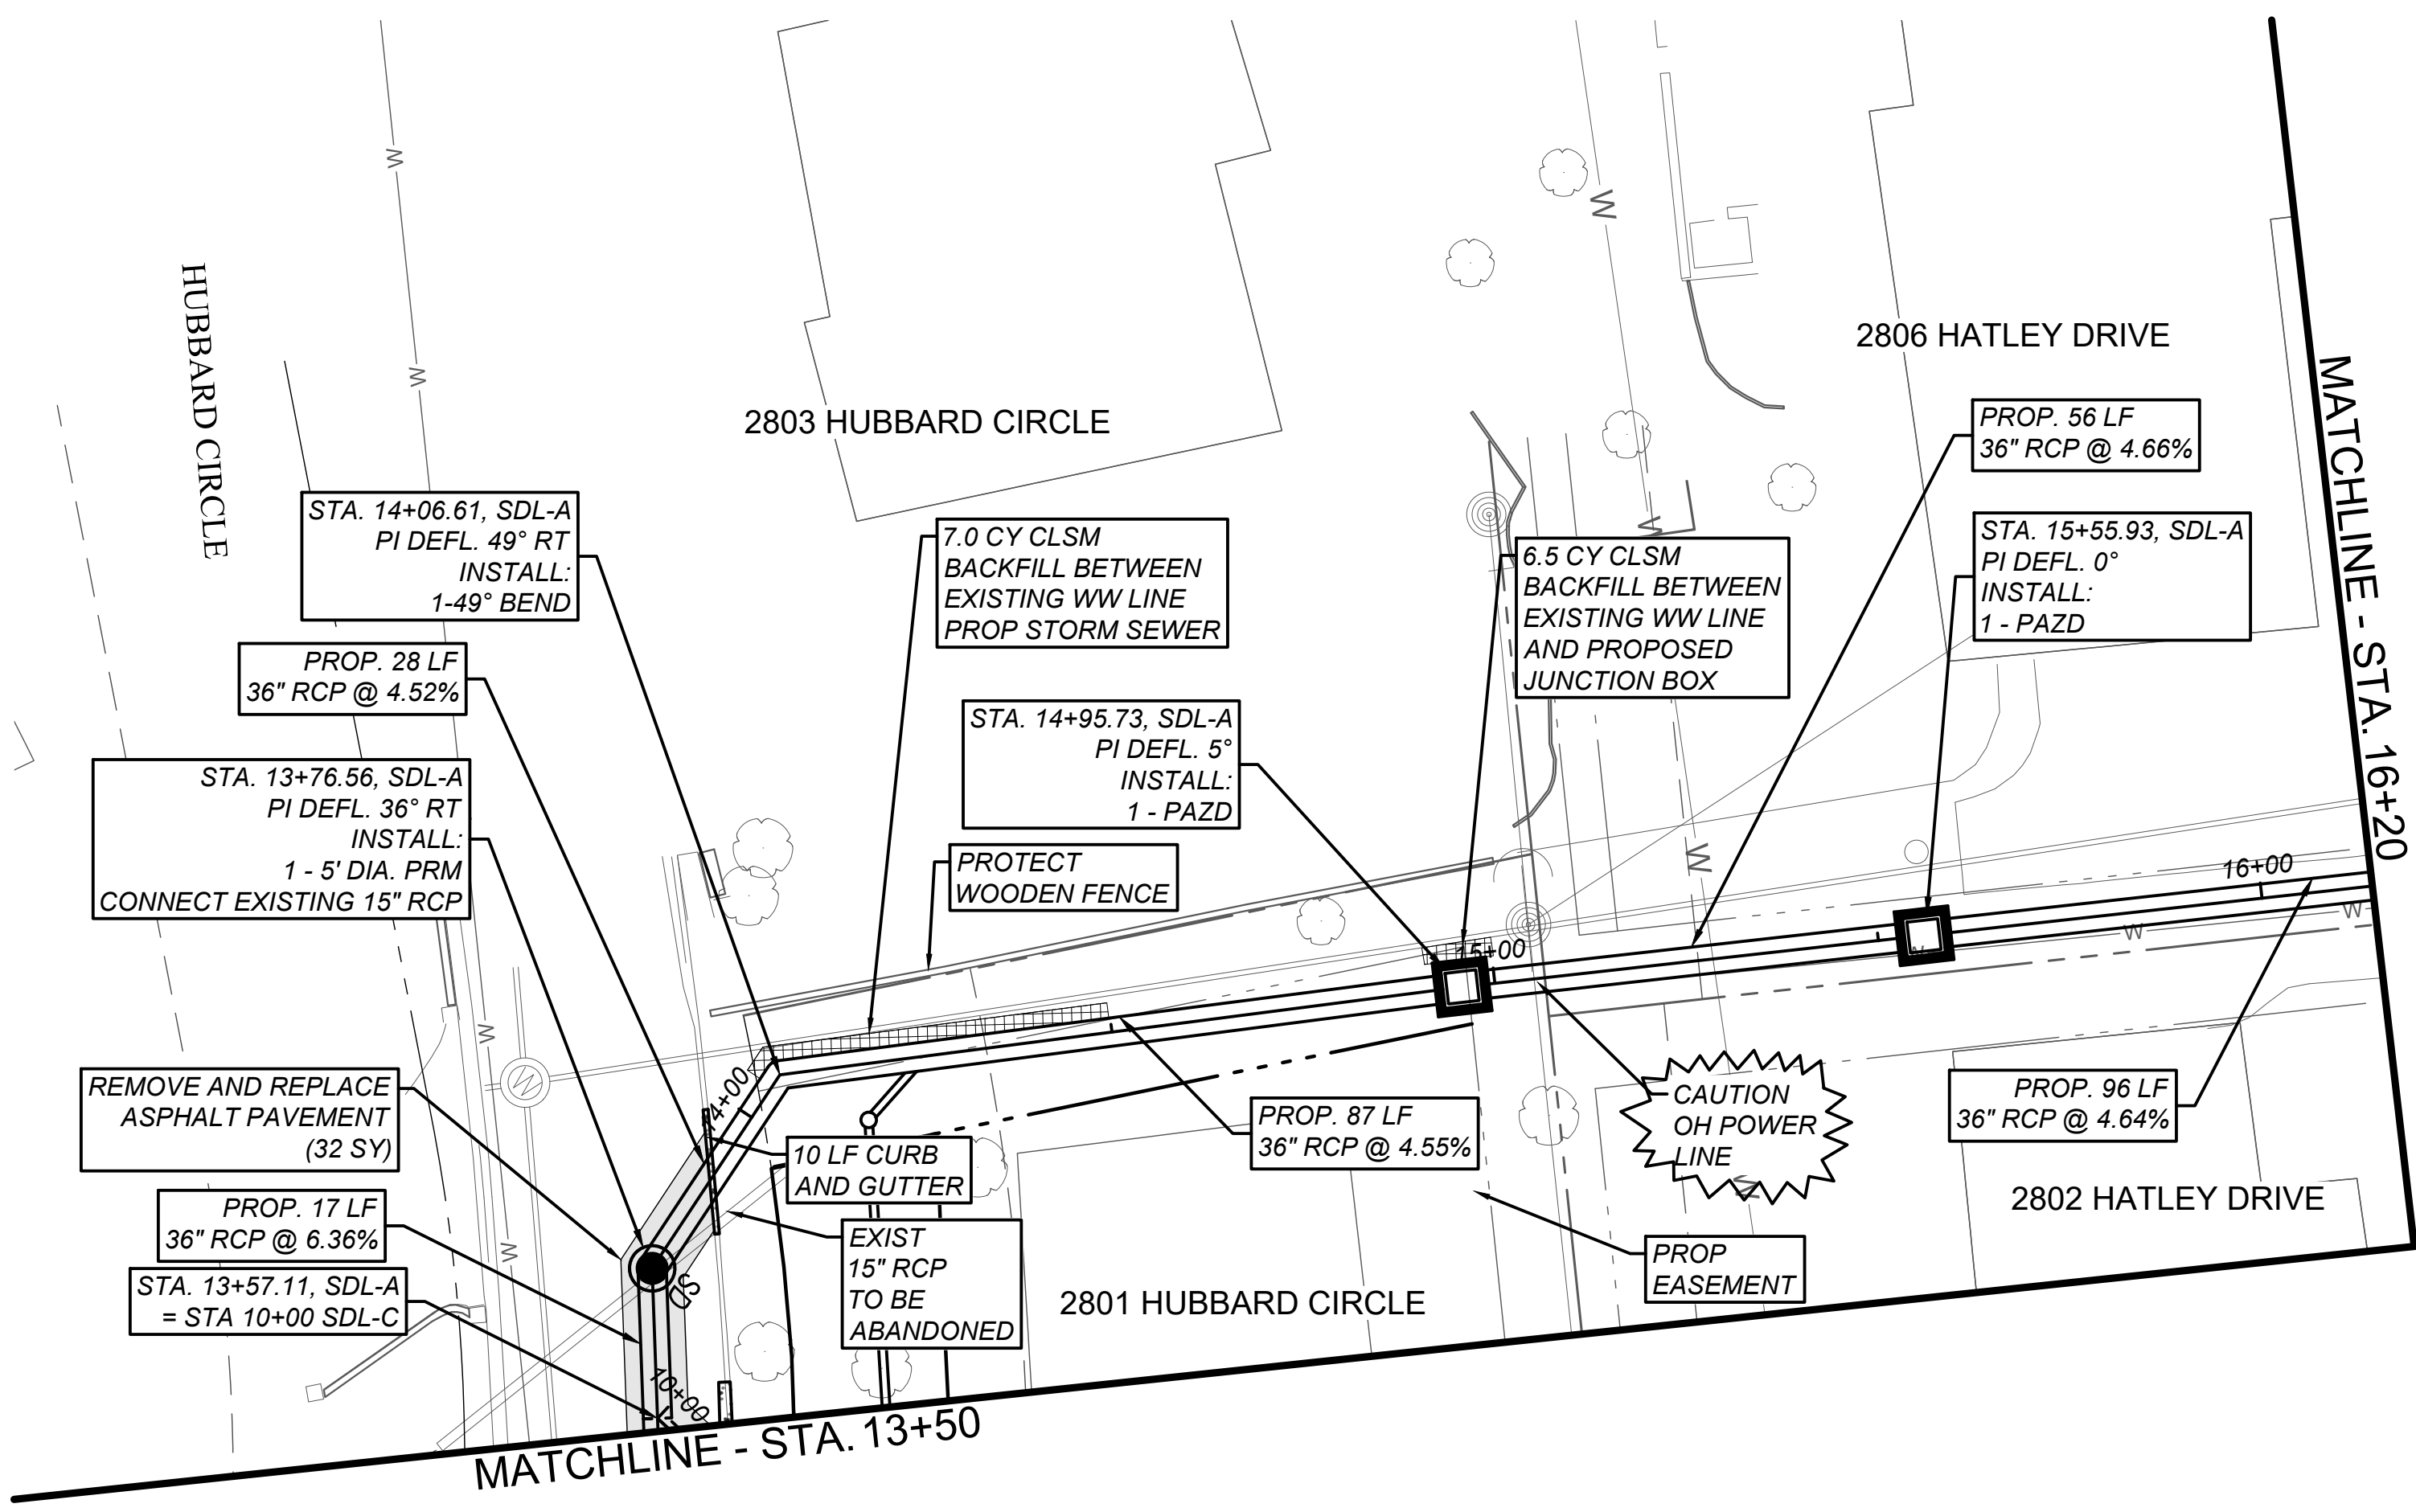 HUBBARD CIRCLE
2803 HUBBARD CIRCLE
2806 HATLEY DRIVE
MATCHLINE - STA. 16+20
STA. 14+06.61, SDL-A
PI DEFL. 49° RT
INSTALL:
1-49° BEND
PROP. 28 LF
36" RCP @ 4.52%
STA. 13+76.56, SDL-A
PI DEFL. 36° RT
INSTALL:
1 - 5' DIA. PRM
CONNECT EXISTING 15" RCP
7.0 CY CLSM
BACKFILL BETWEEN
EXISTING WW LINE
PROP STORM SEWER
STA. 14+95.73, SDL-A
PI DEFL. 5°
INSTALL:
1 - PAZD
PROTECT
WOODEN FENCE
6.5 CY CLSM
BACKFILL BETWEEN
EXISTING WW LINE
AND PROPOSED
JUNCTION BOX
PROP. 56 LF
36" RCP @ 4.66%
STA. 15+55.93, SDL-A
PI DEFL. 0°
INSTALL:
1 - PAZD
W
W
W
W
W
W
W
W
W
W
W
W
14+00
15+00
16+00
REMOVE AND REPLACE
ASPHALT PAVEMENT
(32 SY)
PROP. 17 LF
36" RCP @ 6.36%
STA. 13+57.11, SDL-A
= STA 10+00 SDL-C
SD
10+00
10 LF CURB
AND GUTTER
EXIST
15" RCP
TO BE
ABANDONED
PROP. 87 LF
36" RCP @ 4.55%
CAUTION
OH POWER
LINE
PROP. 96 LF
36" RCP @ 4.64%
PROP
EASEMENT
2801 HUBBARD CIRCLE
2802 HATLEY DRIVE
MATCHLINE - STA. 13+50